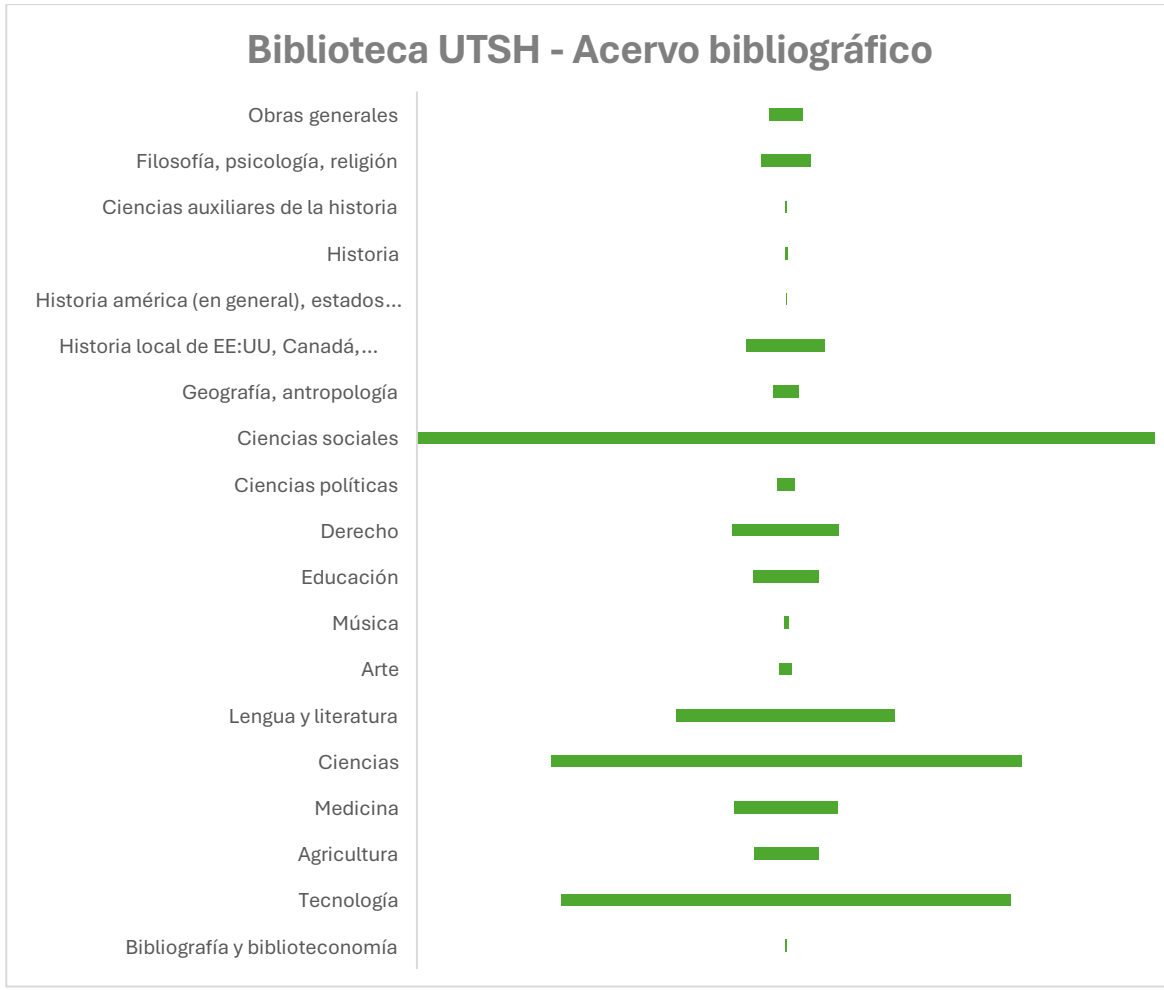 Biblioteca UTSH - Acervo bibliográfico
Obras generales
Filosofía, psicología, religión
Ciencias auxiliares de la historia
Historia
Historia américa (en general), estados...
Historia local de EE:UU, Canadá,...
Geografía, antropología
Ciencias sociales
Ciencias políticas
Derecho
Educación
Música
Arte
Lengua y literatura
Ciencias
Medicina
Agricultura
Tecnología
Bibliografía y biblioteconomía